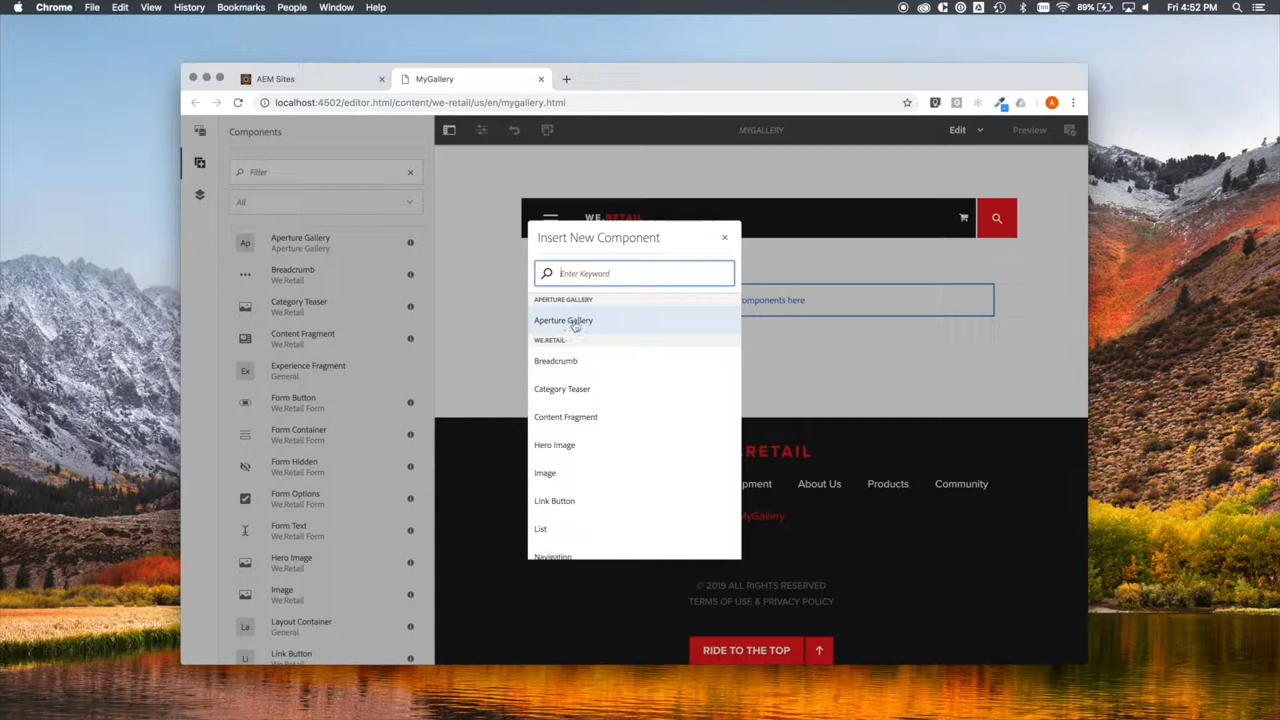 Chrome File Edit View History Bookmarks People Window Help 89% Fri 4:52 PM
AEM Sites MyGallery
localhost:4502/editor.html/content/we-retail/us/en/mygallery.html A
Components MYGALLERY Edit Preview
Filter
All
Ap Aperture Gallery
Aperture Gallery
Breadcrumb
We.Retail
Category Teaser
We.Retail
Content Fragment
We.Retail
Ex Experience Fragment
General
Form Button
We.Retail Form
Form Container
We.Retail Form
Form Hidden
We.Retail Form
Form Options
We.Retail Form
Form Text
We.Retail Form
Hero Image
We.Retail
Image
We.Retail
La Layout Container
General
Li Link Button
We.Retail
WE.RETAIL
Insert New Component
Enter Keyword
APERTURE GALLERY
Aperture Gallery
WE.RETAIL
Breadcrumb
Category Teaser
Content Fragment
Hero Image
Image
Link Button
List
Navigation
omponents here
RETAIL
pment About Us Products Community
MyGallery
© 2019 ALL RIGHTS RESERVED
TERMS OF USE & PRIVACY POLICY
RIDE TO THE TOP